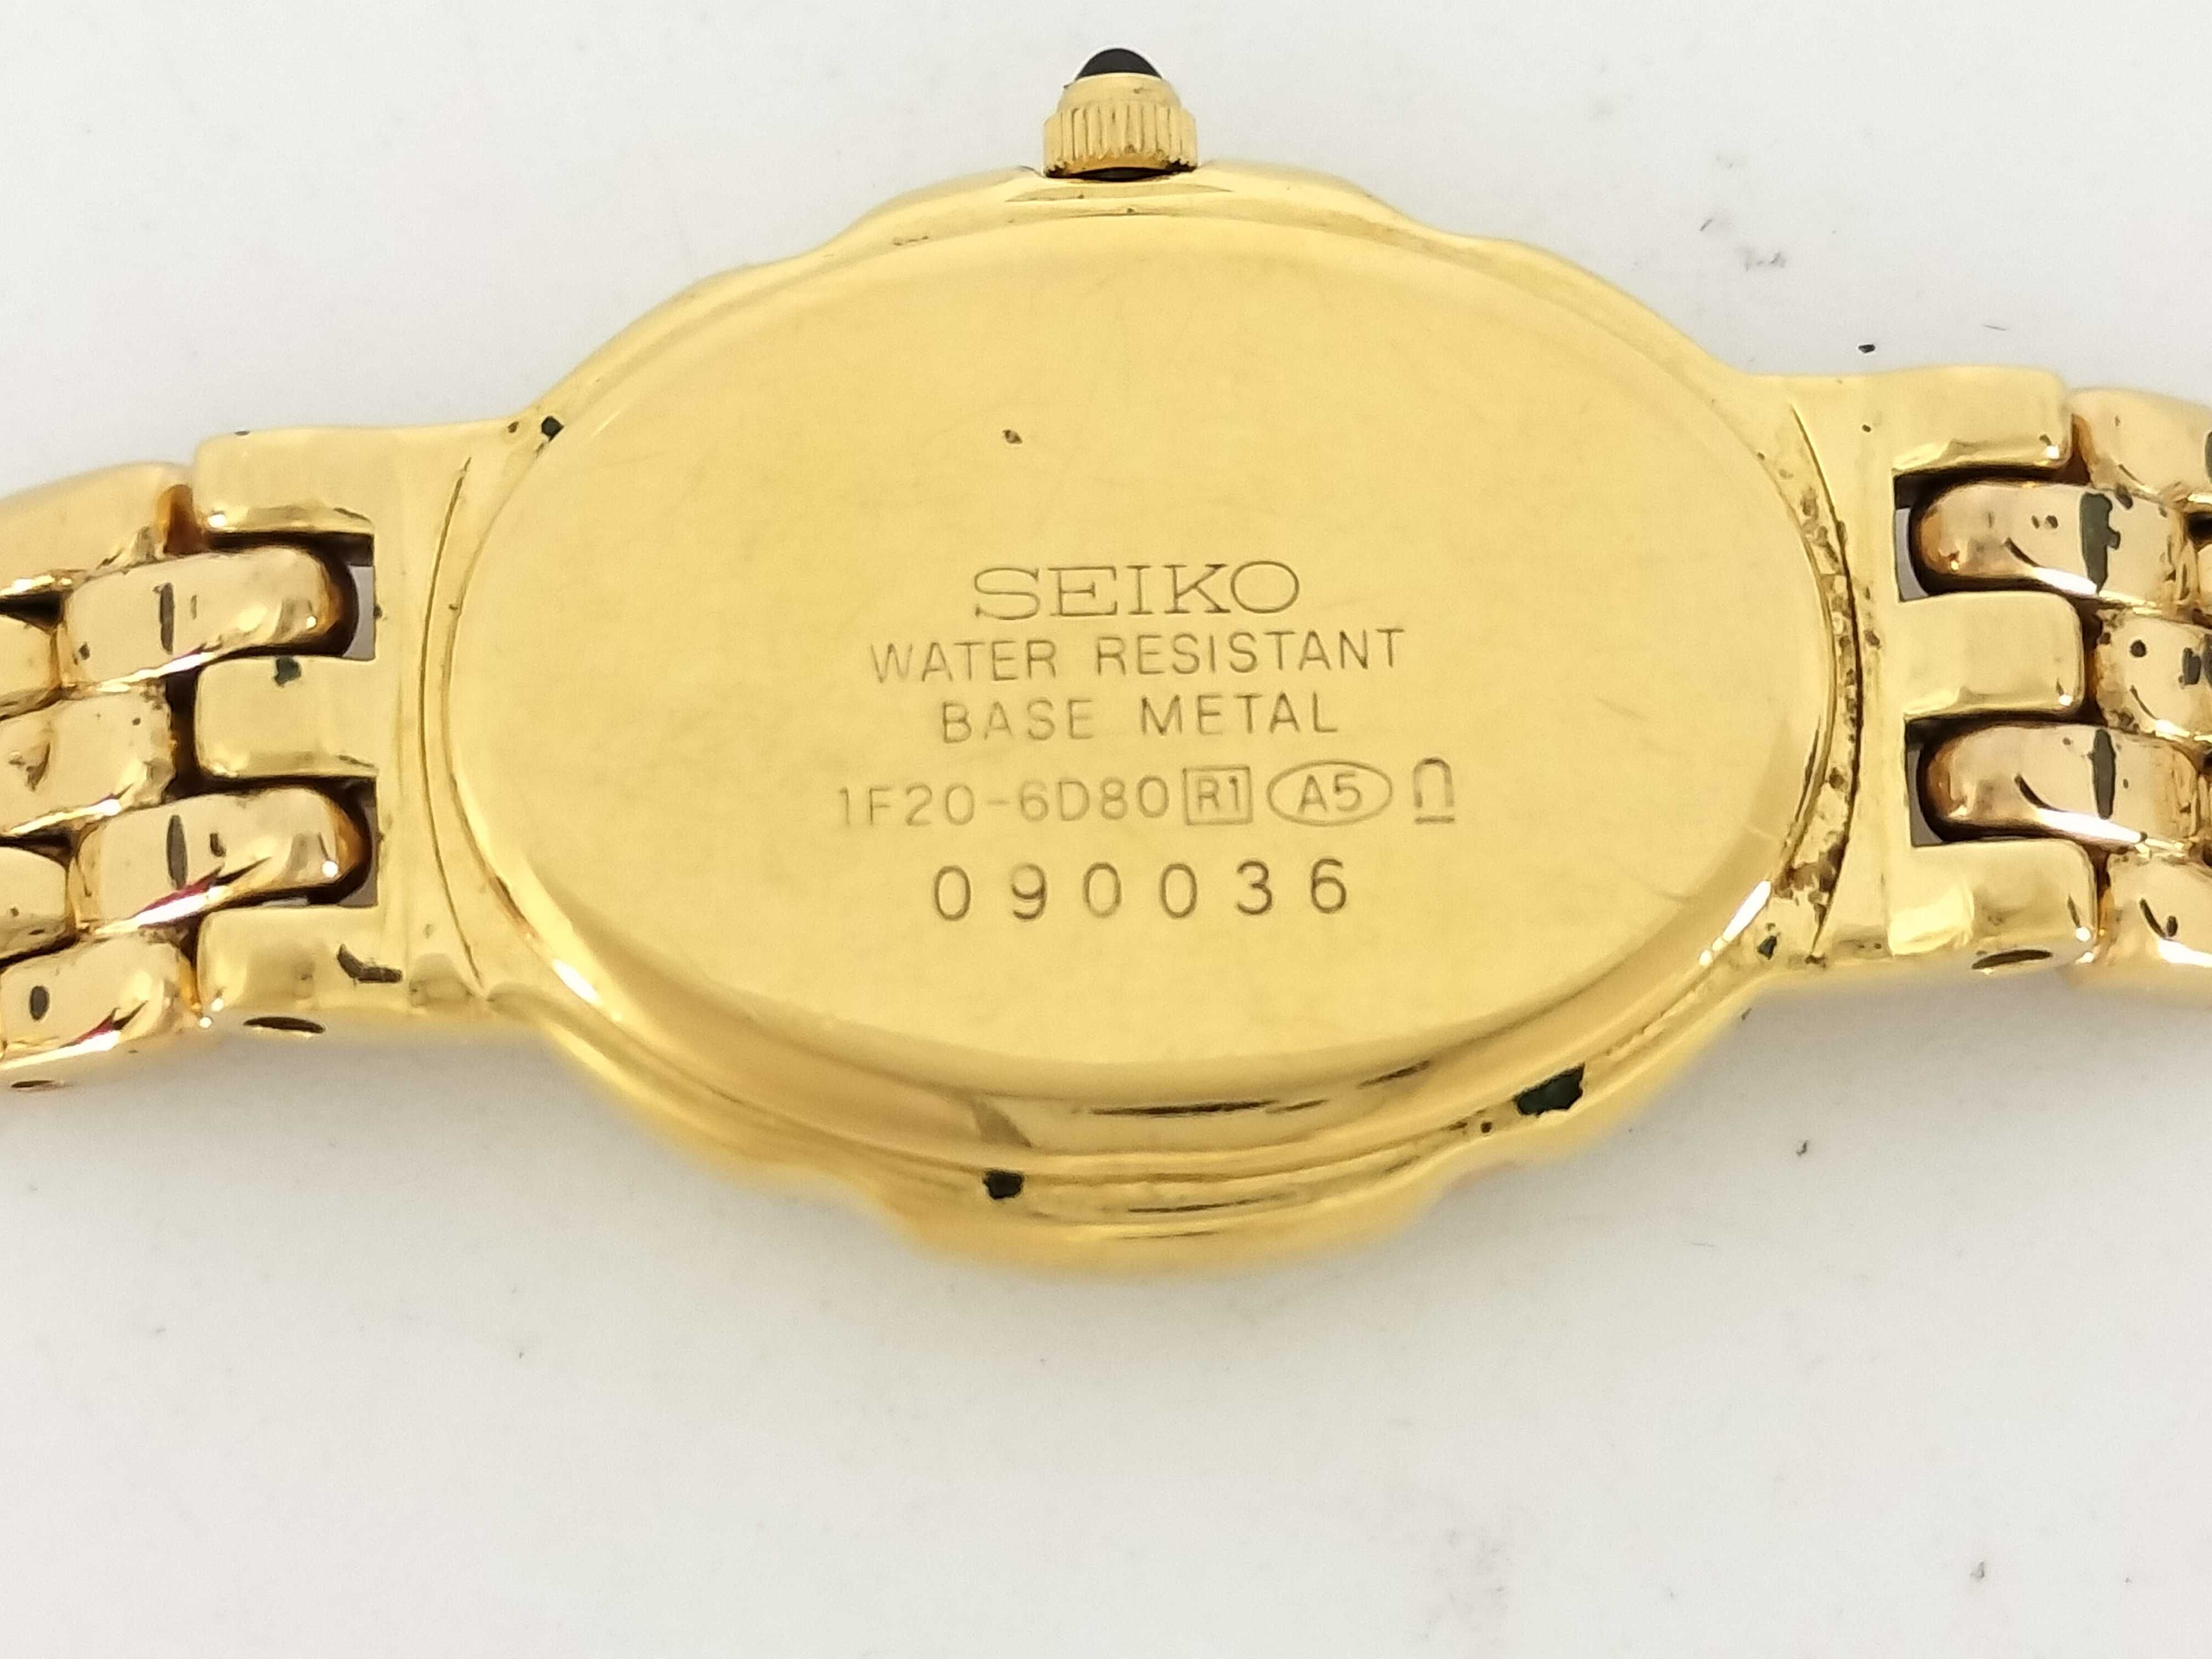 SEIKO
WATER RESISTANT
BASE METAL
1F20-6D80 R1 A5
090036